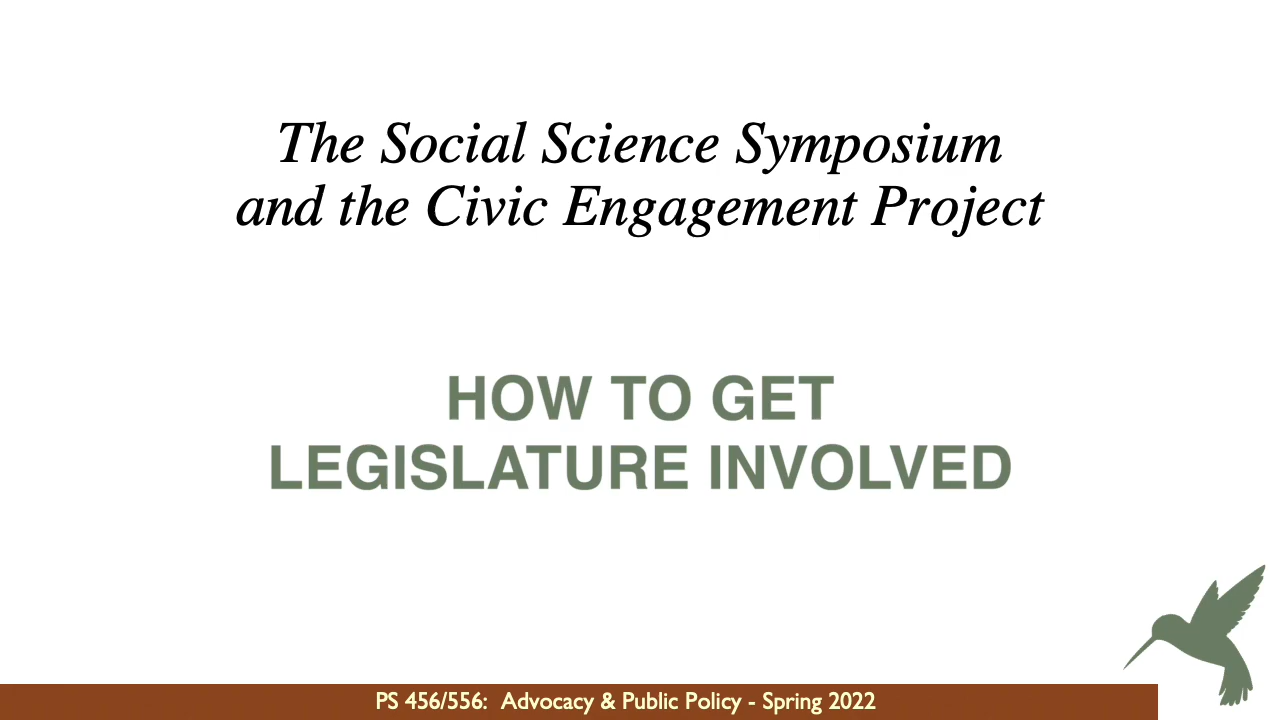 The Social Science Symposium
and the Civic Engagement Project
HOW TO GET
LEGISLATURE INVOLVED
PS 456/556:  Advocacy & Public Policy - Spring 2022